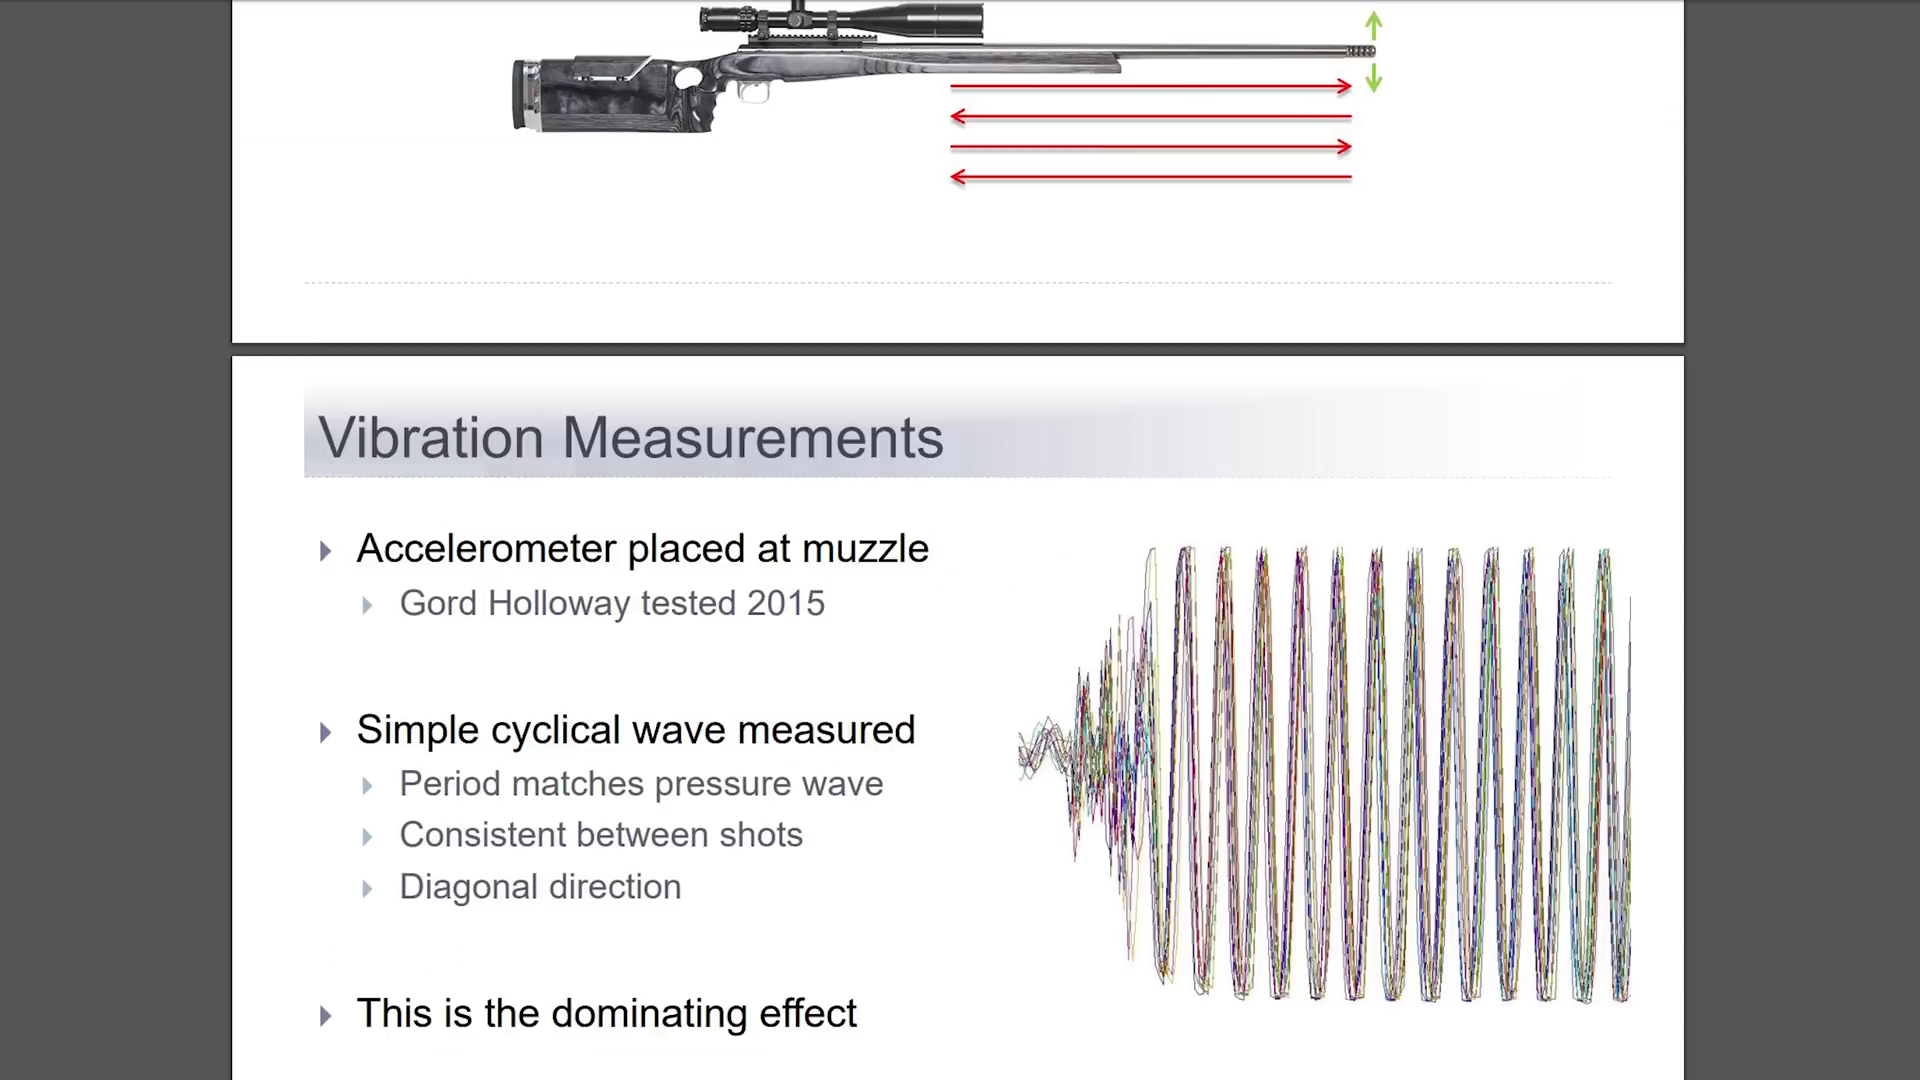 Vibration Measurements
Accelerometer placed at muzzle
Gord Holloway tested 2015
Simple cyclical wave measured
Period matches pressure wave
Consistent between shots
Diagonal direction
This is the dominating effect